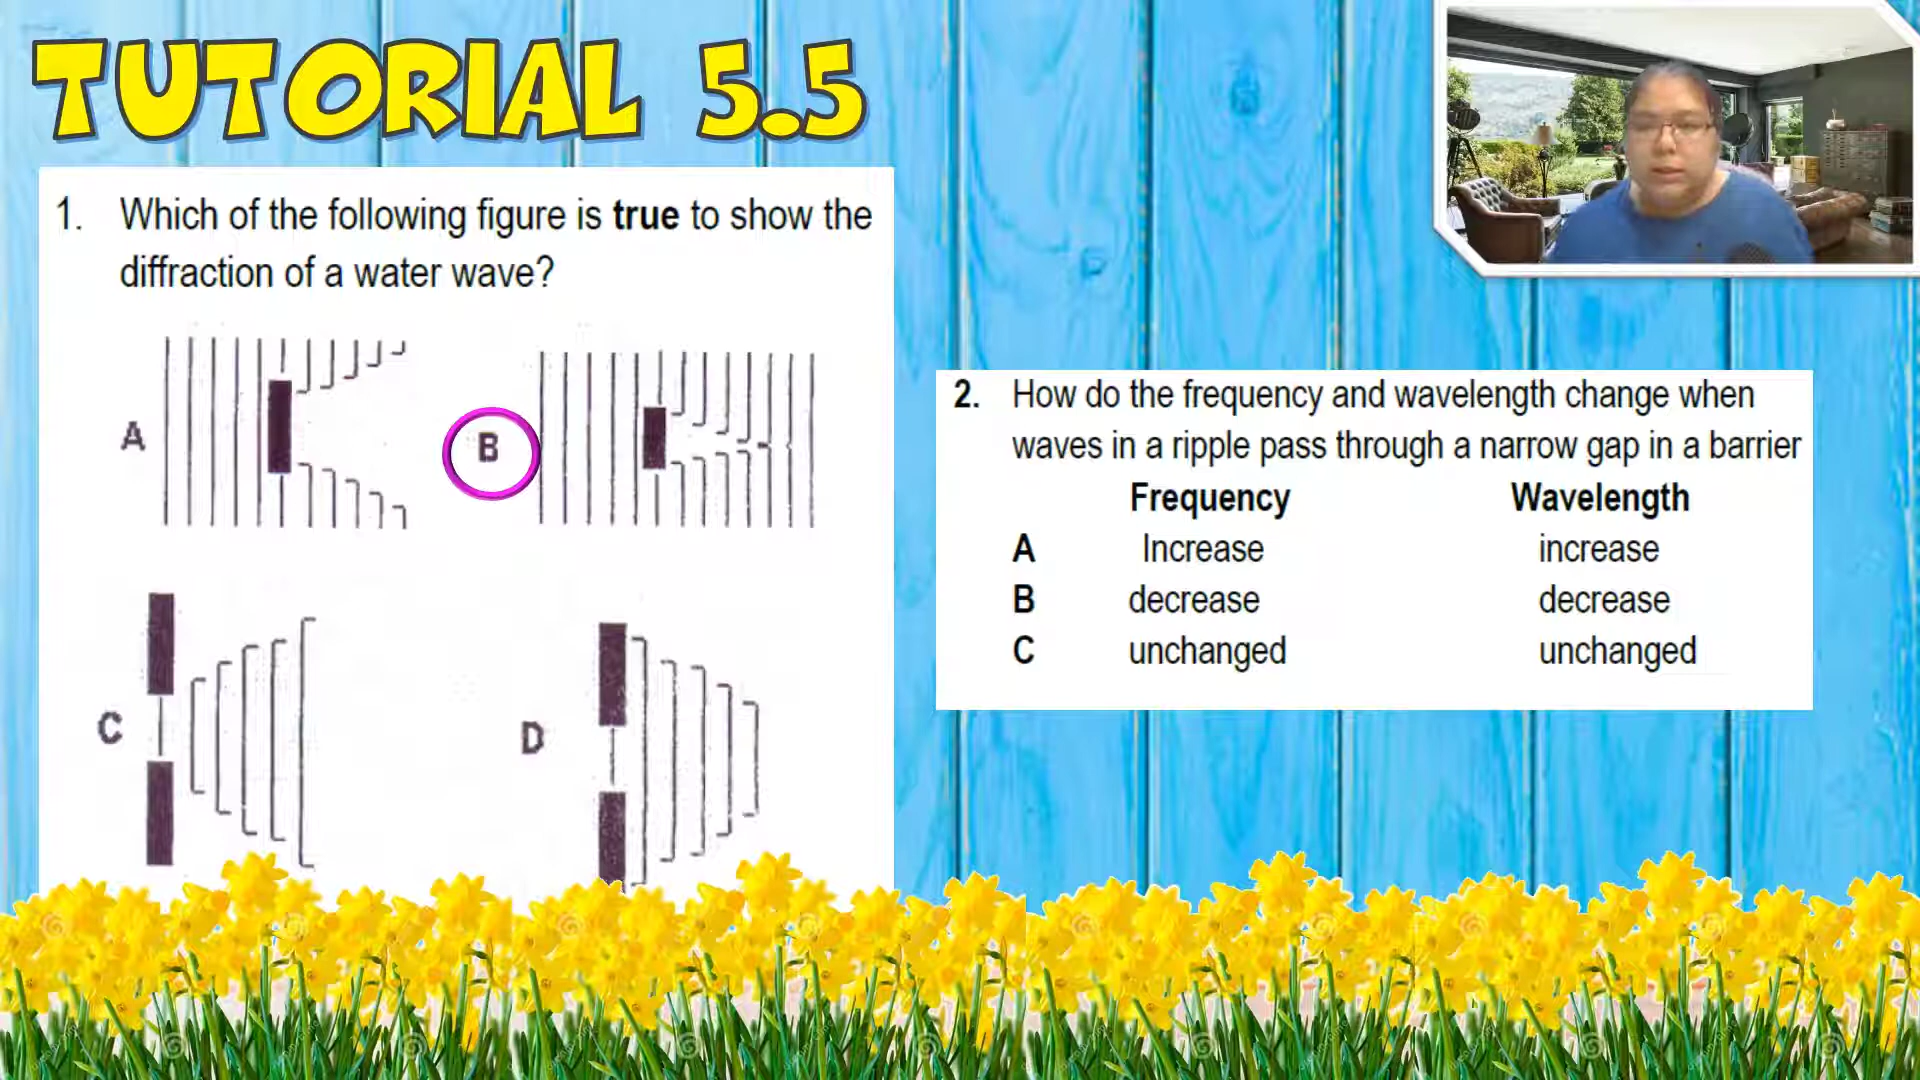 TUTORIAL 5.5
1. Which of the following figure is true to show the
diffraction of a water wave?
A
B
C
D
2. How do the frequency and wavelength change when
waves in a ripple pass through a narrow gap in a barrier
Frequency Wavelength
A Increase increase
B decrease decrease
C unchanged unchanged